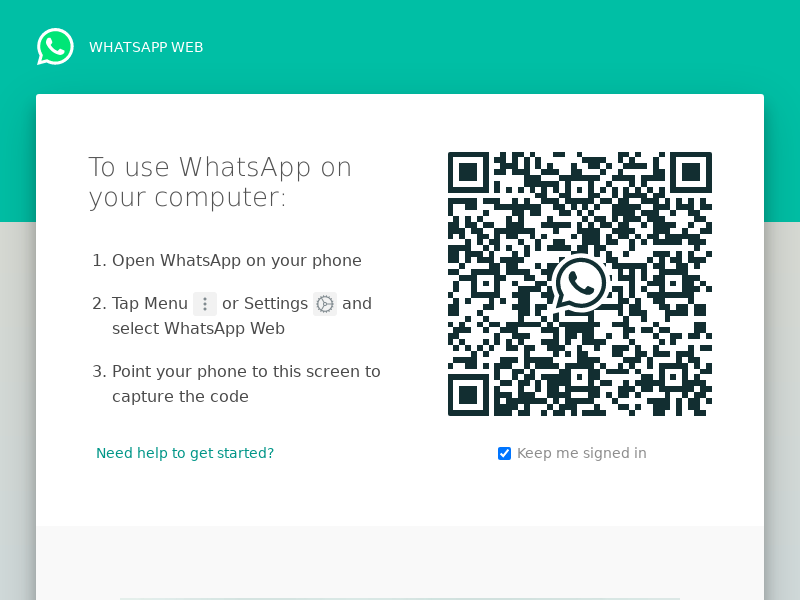 WHATSAPP WEB
To use WhatsApp on
your computer:
1. Open WhatsApp on your phone
2. Tap Menu or Settings and
select WhatsApp Web
3. Point your phone to this screen to
capture the code
Need help to get started?
Keep me signed in